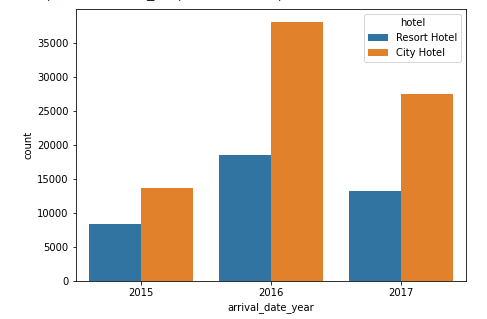 hotel
Resort Hotel
City Hotel
35000
30000
25000
20000
15000
10000
5000
0
count
2015 2016 2017
arrival_date_year